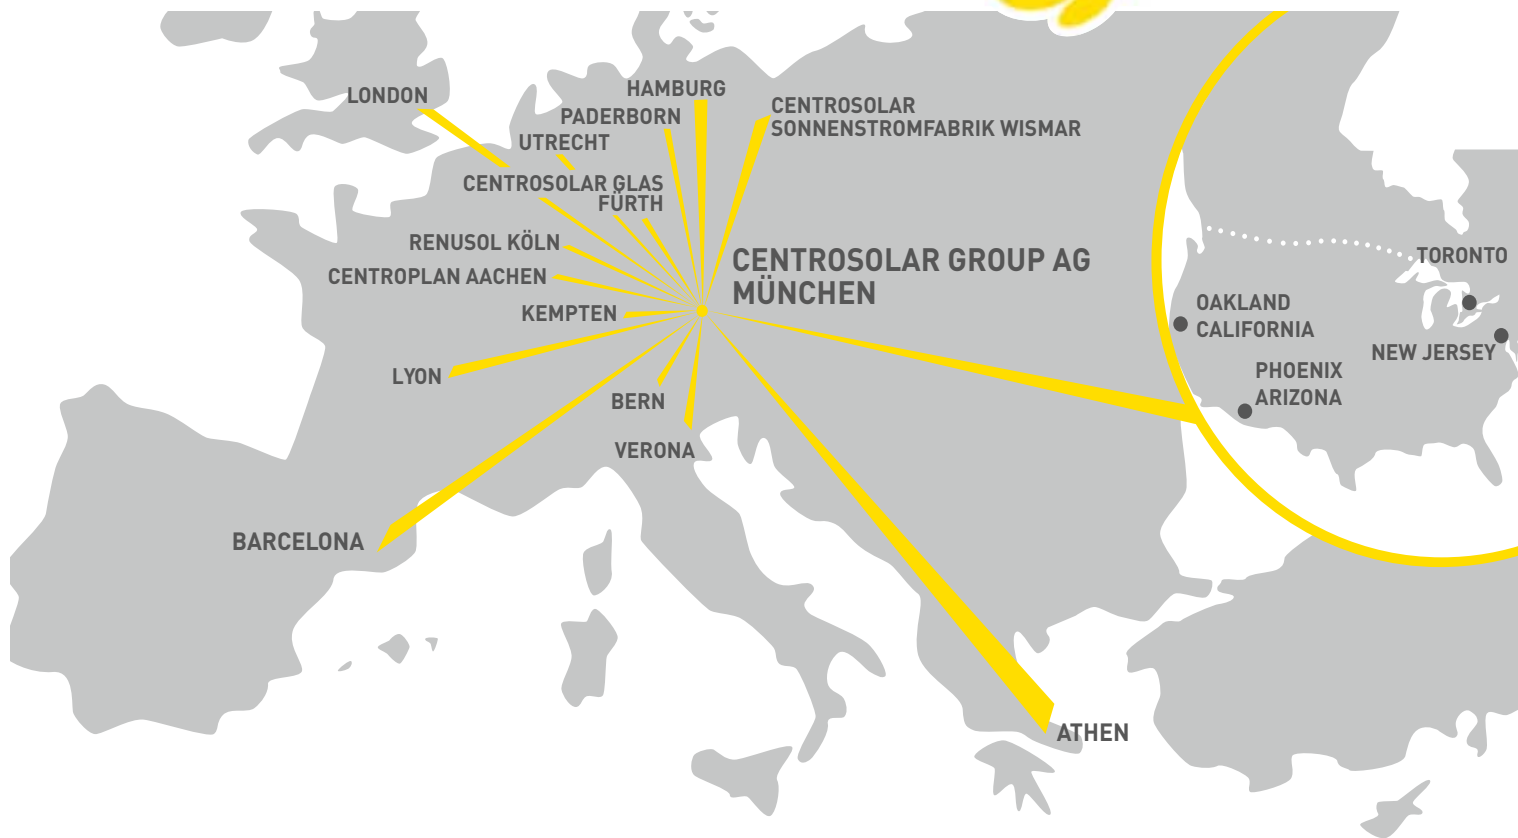 LONDON
HAMBURG
PADERBORN
UTRECHT
CENTROSOLAR
SONNENSTROMFABRIK WISMAR
CENTROSOLAR GLAS
FÜRTH
RENUSOL KÖLN
CENTROPLAN AACHEN
KEMPTEN
CENTROSOLAR GROUP AG
MÜNCHEN
LYON
BERN
VERONA
BARCELONA
ATHEN
TORONTO
OAKLAND
CALIFORNIA
NEW JERSEY
PHOENIX
ARIZONA